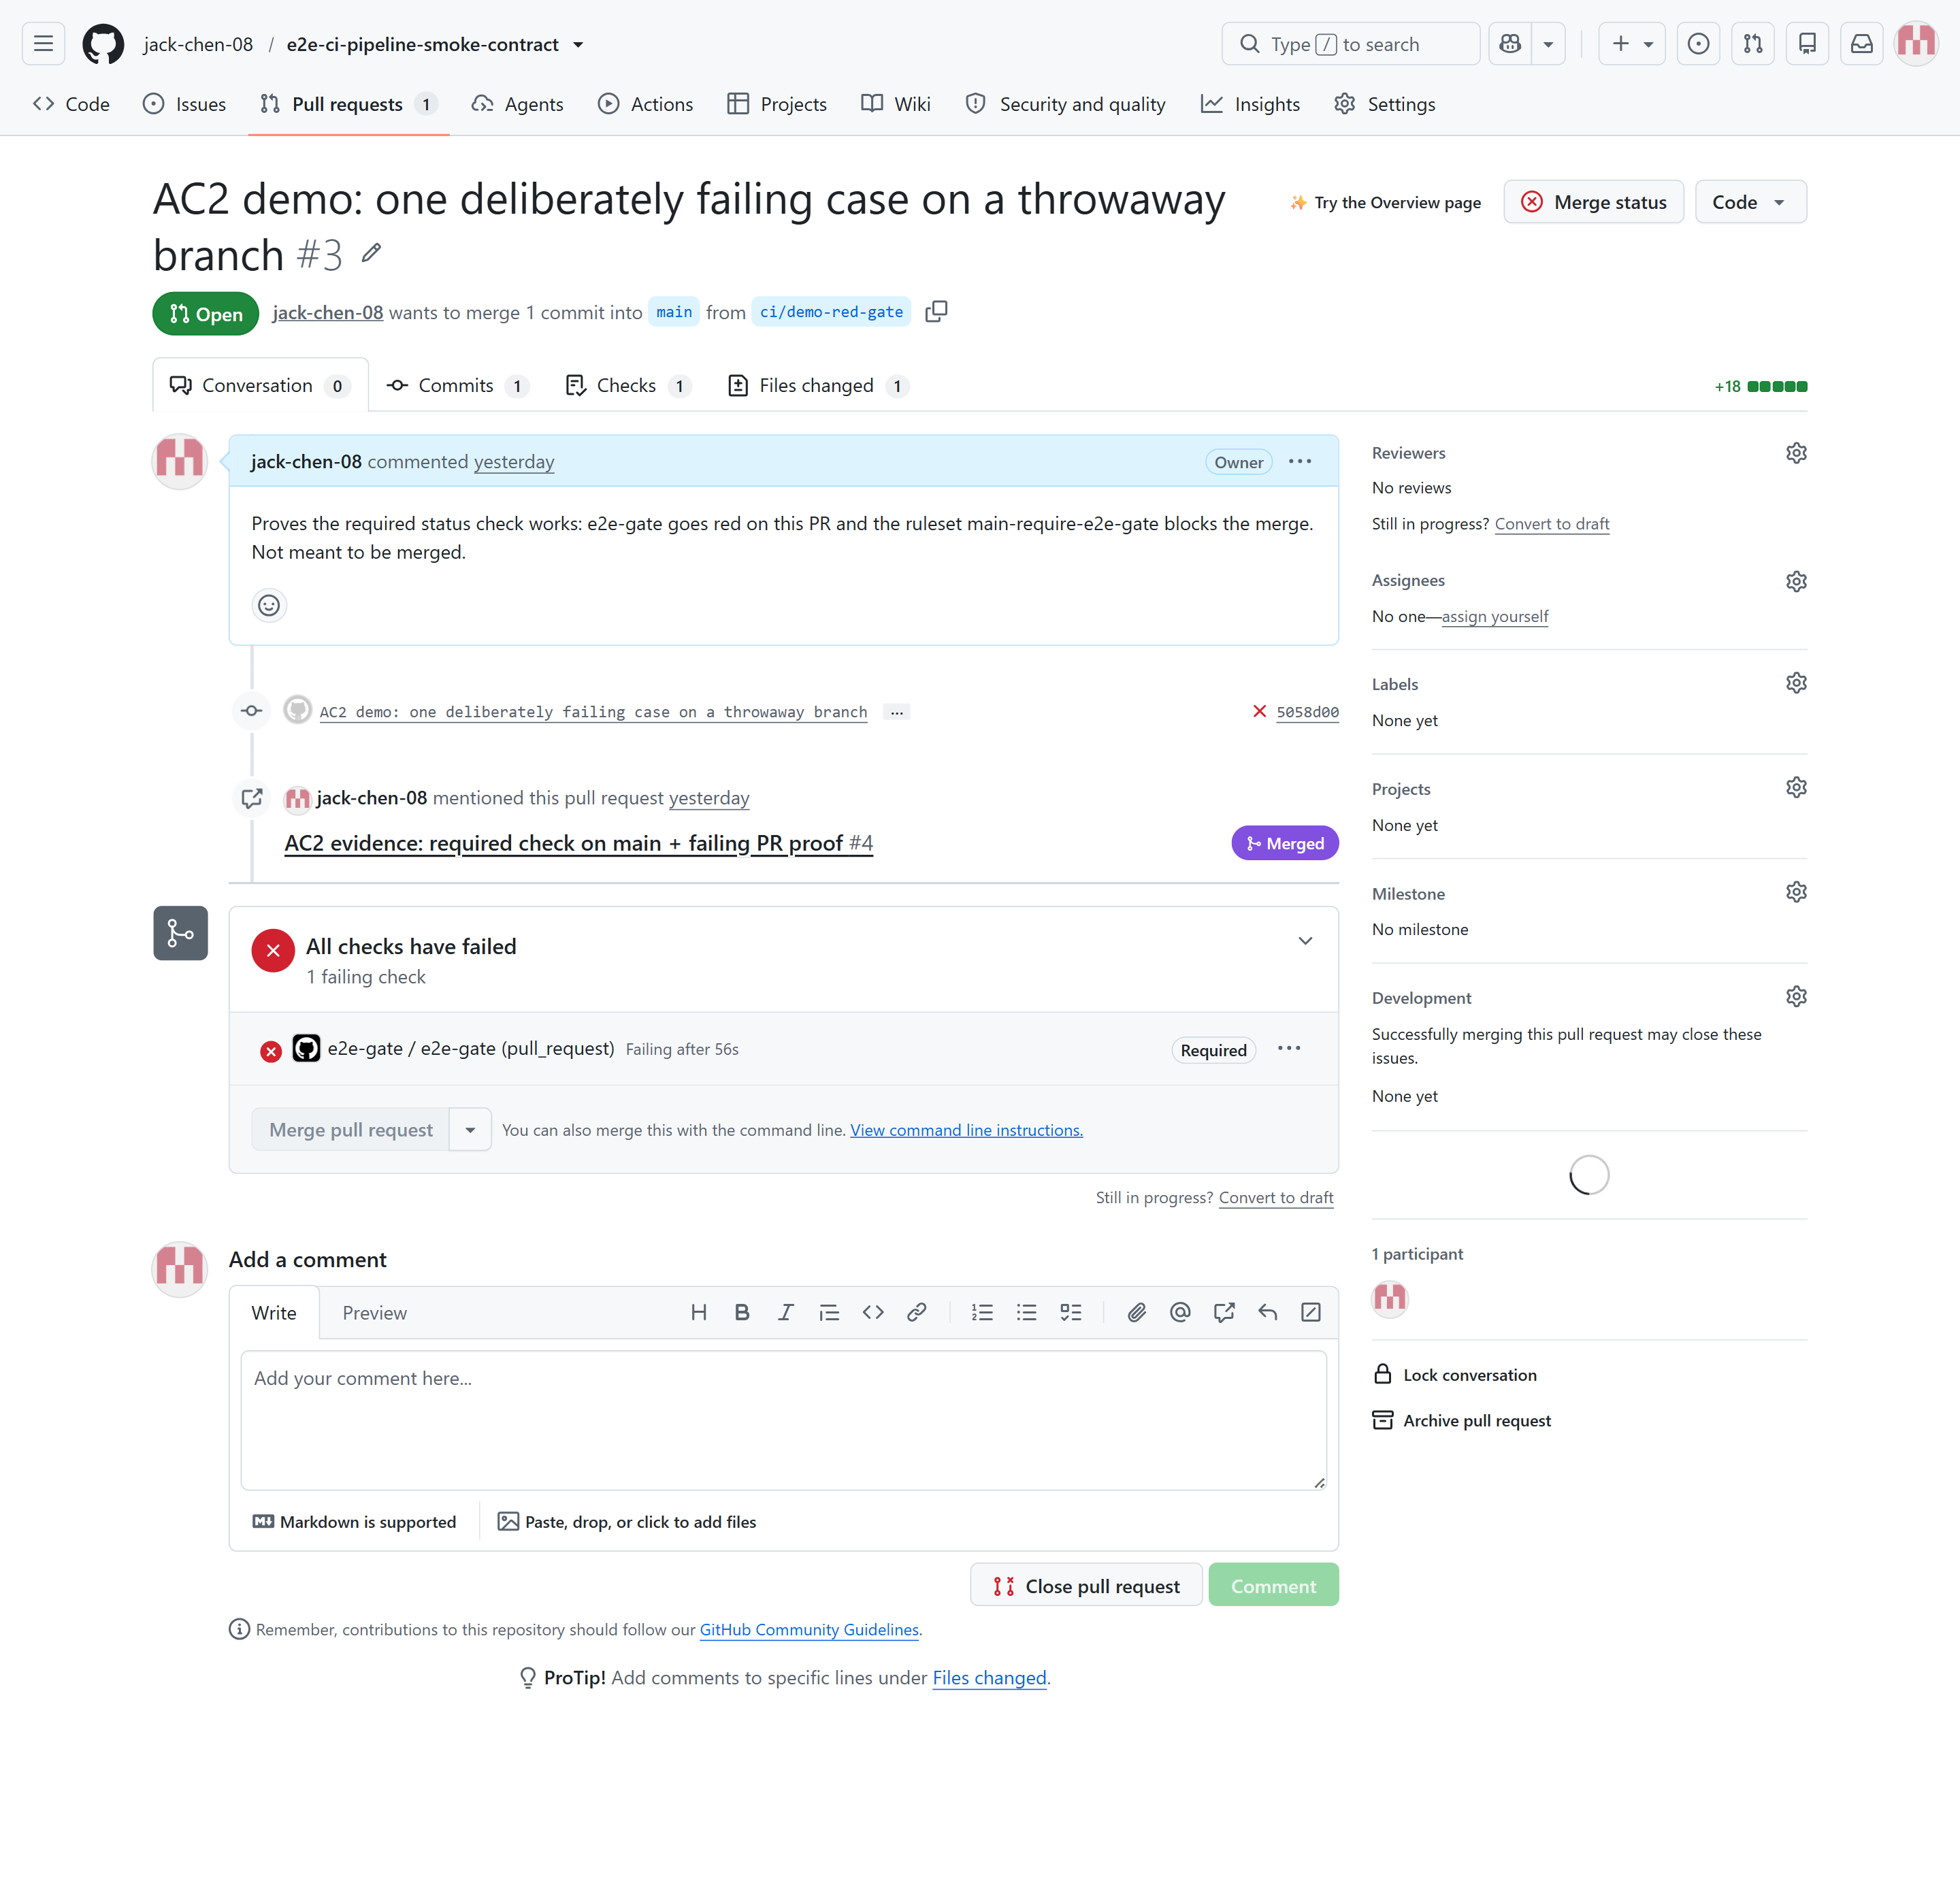 jack-chen-08 / e2e-ci-pipeline-smoke-contract
Type / to search
Code
Issues
Pull requests 1
Agents
Actions
Projects
Wiki
Security and quality
Insights
Settings
AC2 demo: one deliberately failing case on a throwaway
branch #3
Try the Overview page
Merge status
Code
Open
jack-chen-08 wants to merge 1 commit into main from ci/demo-red-gate
Conversation 0
Commits 1
Checks 1
Files changed 1
+18
jack-chen-08 commented yesterday
Owner
Proves the required status check works: e2e-gate goes red on this PR and the ruleset main-require-e2e-gate blocks the merge.
Not meant to be merged.
AC2 demo: one deliberately failing case on a throwaway branch ...
5058d00
jack-chen-08 mentioned this pull request yesterday
AC2 evidence: required check on main + failing PR proof #4
Merged
All checks have failed
1 failing check
e2e-gate / e2e-gate (pull_request) Failing after 56s
Required
Merge pull request
You can also merge this with the command line. View command line instructions.
Still in progress? Convert to draft
Add a comment
Write
Preview
Add your comment here...
Markdown is supported
Paste, drop, or click to add files
Close pull request
Comment
Remember, contributions to this repository should follow our GitHub Community Guidelines.
ProTip! Add comments to specific lines under Files changed.
Reviewers
No reviews
Still in progress? Convert to draft
Assignees
No one—assign yourself
Labels
None yet
Projects
None yet
Milestone
No milestone
Development
Successfully merging this pull request may close these
issues.
None yet
1 participant
Lock conversation
Archive pull request